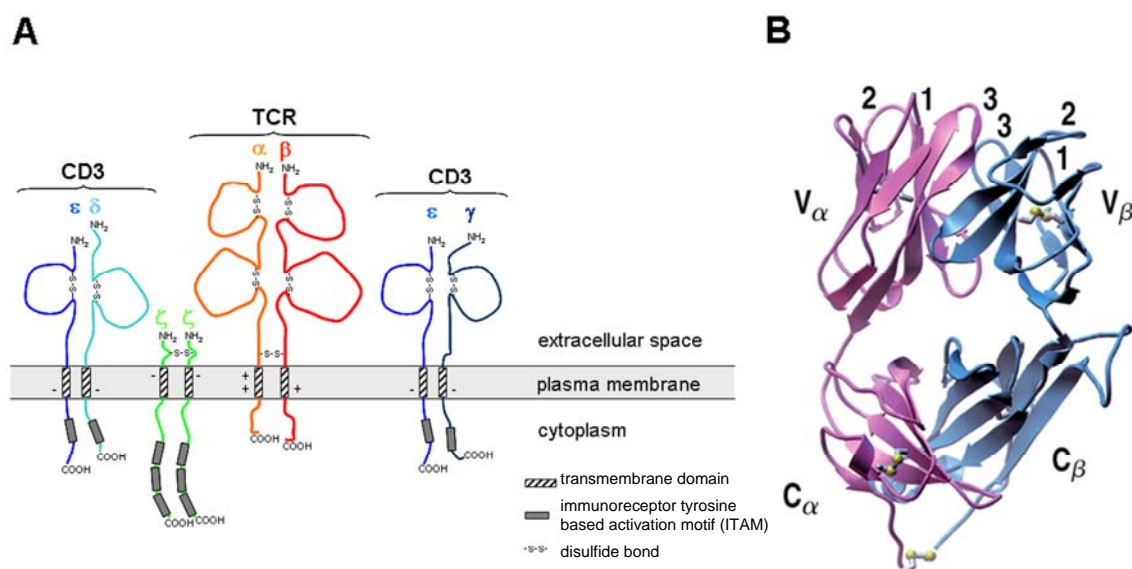 A
TCR
α β
NH2 NH2
CD3
ε δ
NH2
NH2
-S-S-
-S-S-
-S-S-
-S-S-
CD3
ε γ
NH2 NH2
-S-S-
-S-S-
-S-S-
-S-S-
-S-S-
-S-S-
ζ ζ
NH2 NH2
-S-S-
-S-S-
extracellular space
- - - - + + + - -
plasma membrane
cytoplasm
COOH
COOH
COOH
COOH
COOH
COOH
COOH COOH
transmembrane domain
immunoreceptor tyrosine
based activation motif (ITAM)
-S-S- disulfide bond
B
2 1 3 3 2 1
Vα Vβ
Cα Cβ